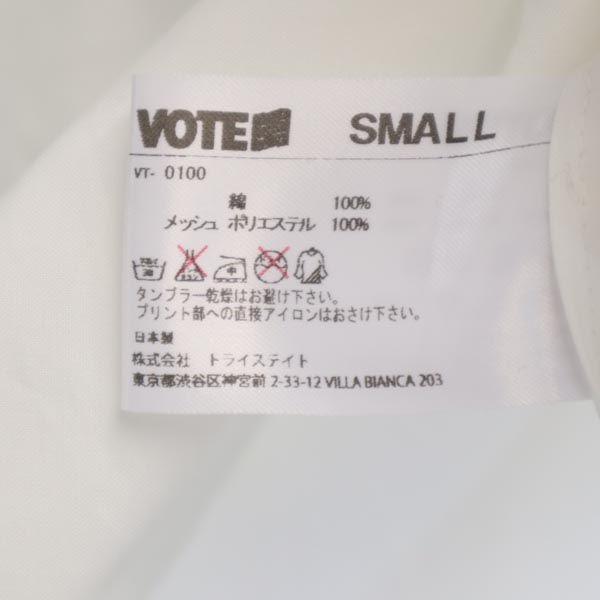 VOTE SMALL
VT- 0100
綿 100%
メッシュ ポリエステル 100%
中
タンブラー乾燥はお避け下さい。
プリント部への直接アイロンはおさけ下さい。
日本製
株式会社 トライステイト
東京都渋谷区神宮前 2-33-12 VILLA BIANCA 203